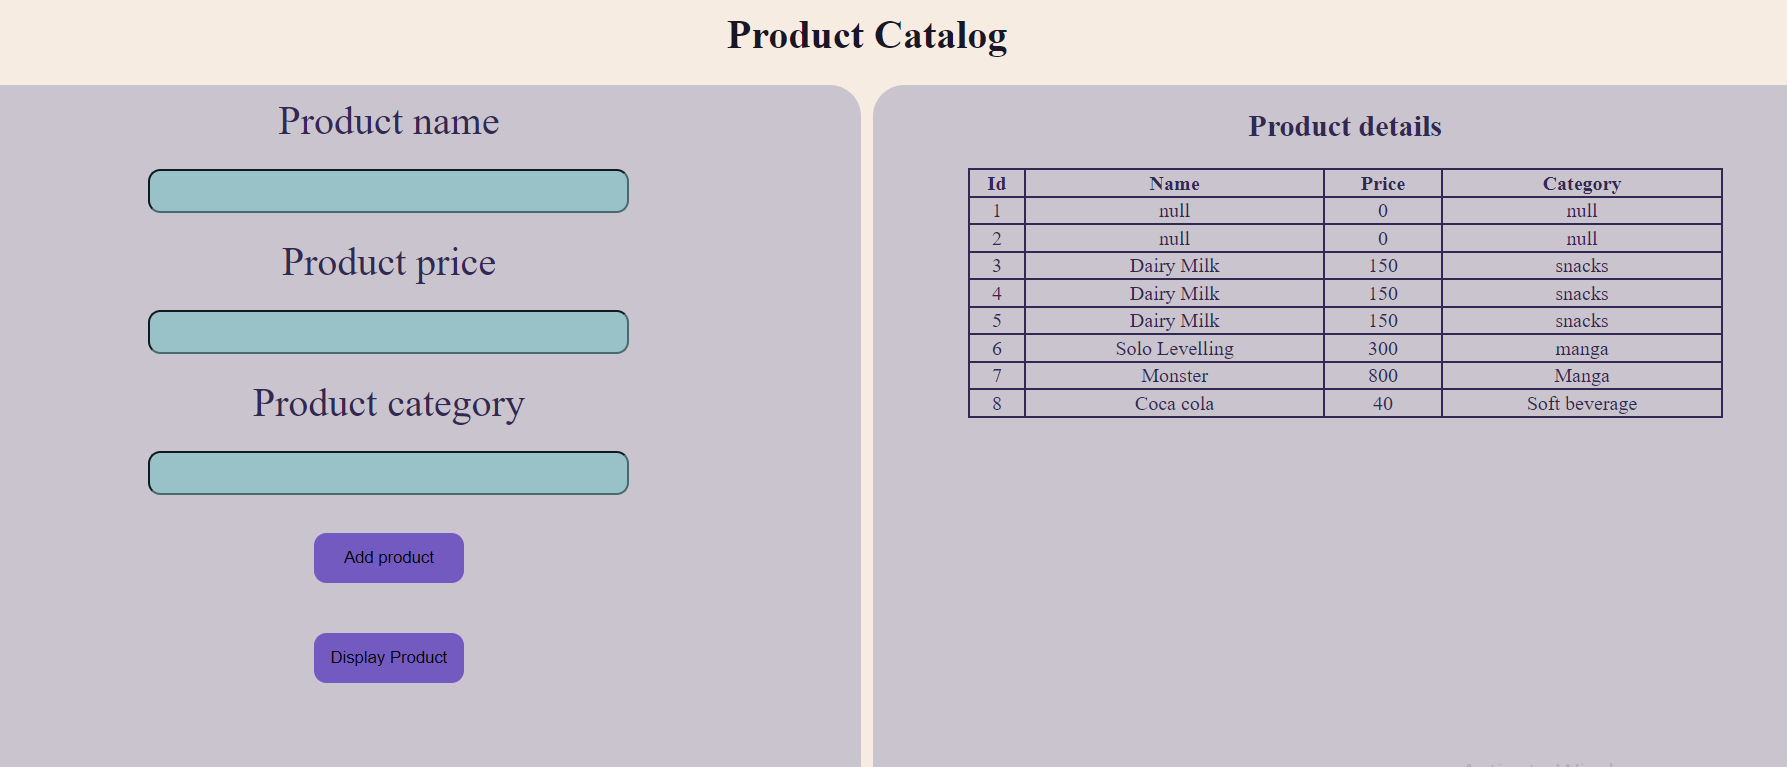 Product Catalog
Product name
Product price
Product category
Add product
Display Product
Product details
Id Name Price Category
1 null 0 null
2 null 0 null
3 Dairy Milk 150 snacks
4 Dairy Milk 150 snacks
5 Dairy Milk 150 snacks
6 Solo Levelling 300 manga
7 Monster 800 Manga
8 Coca cola 40 Soft beverage